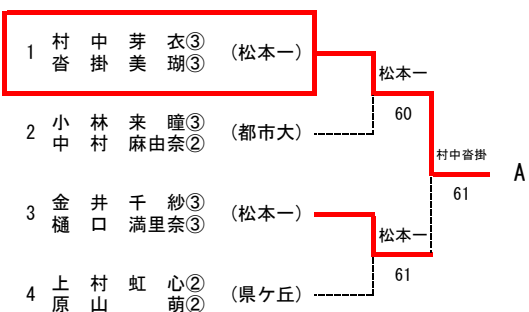 1 村中芽衣③ (松本一)
沓掛美瑚③
松本一
60
2 小林来瞳③ (都市大)
中村麻由奈②
村中沓掛
A
61
3 金井千紗③ (松本一)
樋口満里奈③
松本一
61
4 上村虹心② (県ケ丘)
原山萌②